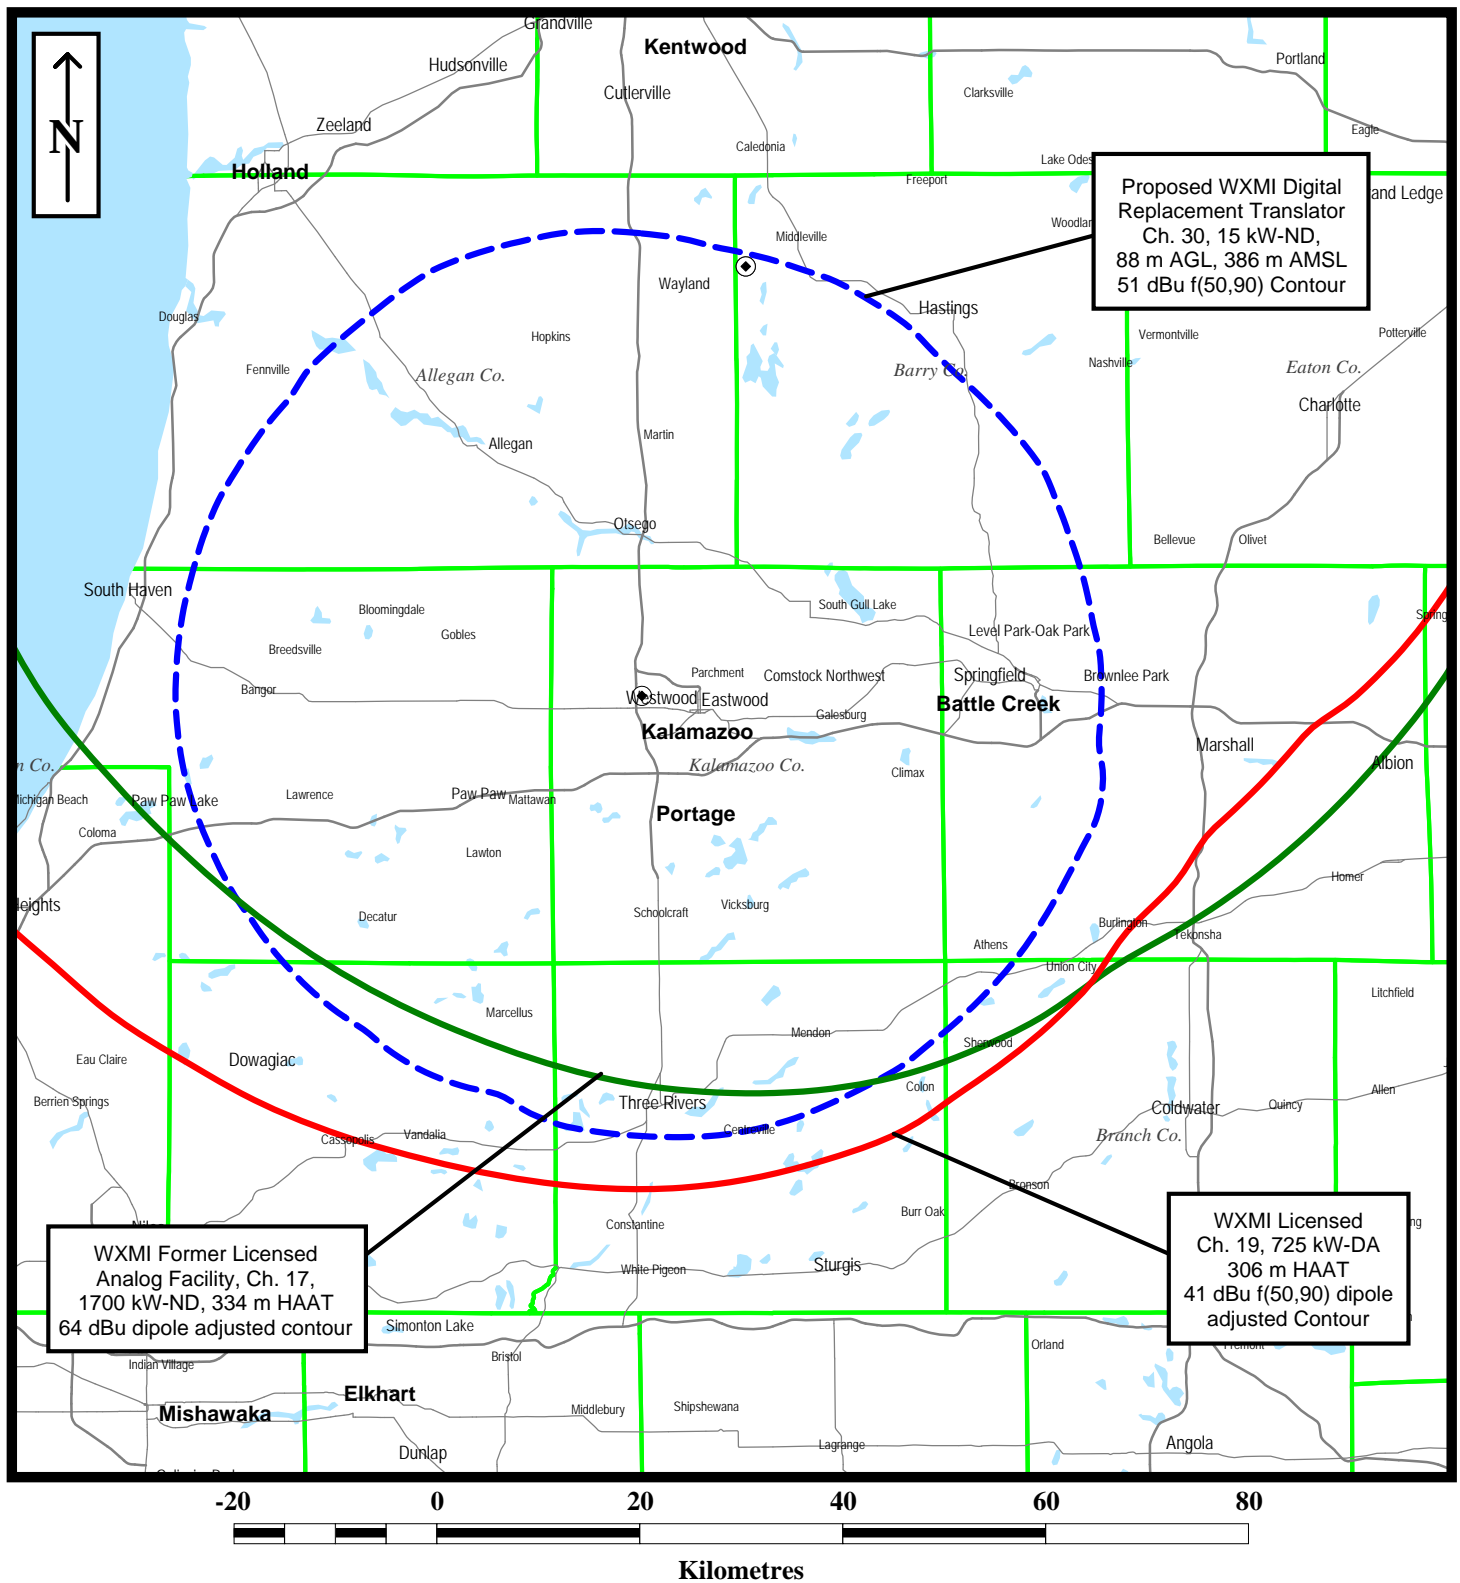 Grandville
Kentwood
Hudsonville
Portland
Cutlerville
Clarksville
Zeeland
Eagle
N
Caledonia
Lake Odes
Holland
Freeport
Proposed WXMI Digital
Replacement Translator
Ch. 30, 15 kW-ND,
88 m AGL, 386 m AMSL
51 dBu f(50,90) Contour
and Ledge
Woodlan
Middleville
Wayland
Hastings
Douglas
Hopkins
Vermontville
Potterville
Fennville
Allegan Co.
Barry Co.
Nashville
Eaton Co.
Charlotte
Allegan
Martin
Otsego
Bellevue
Olivet
South Haven
Bloomingdale
South Gull Lake
Spring
Gobles
Level Park-Oak Park
Breedsville
Parchment
Comstock Northwest
Springfield
Brownlee Park
Bangor
Westwood
Eastwood
Battle Creek
Galesburg
Kalamazoo
Marshall
n Co.
Kalamazoo Co.
Climax
Albion
Michigan Beach
Paw Paw Lake
Lawrence
Paw Paw
Mattawan
Portage
Coloma
Lawton
Homer
Heights
Decatur
Schoolcraft
Vicksburg
Burlington
Tekonsha
Athens
Union City
Litchfield
Marcellus
Mendon
Sherwood
Eau Claire
Dowagiac
Colon
Allen
Berrien Springs
Three Rivers
Coldwater
Quincy
Cassopolis
Vandalia
Centreville
Branch Co.
Bronson
Burr Oak
Constantine
WXMI Former Licensed
Analog Facility, Ch. 17,
1700 kW-ND, 334 m HAAT
64 dBu dipole adjusted contour
WXMI Licensed
Ch. 19, 725 kW-DA
306 m HAAT
41 dBu f(50,90) dipole
adjusted Contour
ng
White Pigeon
Sturgis
Simonton Lake
Bristol
Orland
Fremont
Indian Village
Elkhart
Mishawaka
Middlebury
Shipshewana
Dunlap
Lagrange
Angola
-20 0 20 40 60 80
Kilometres